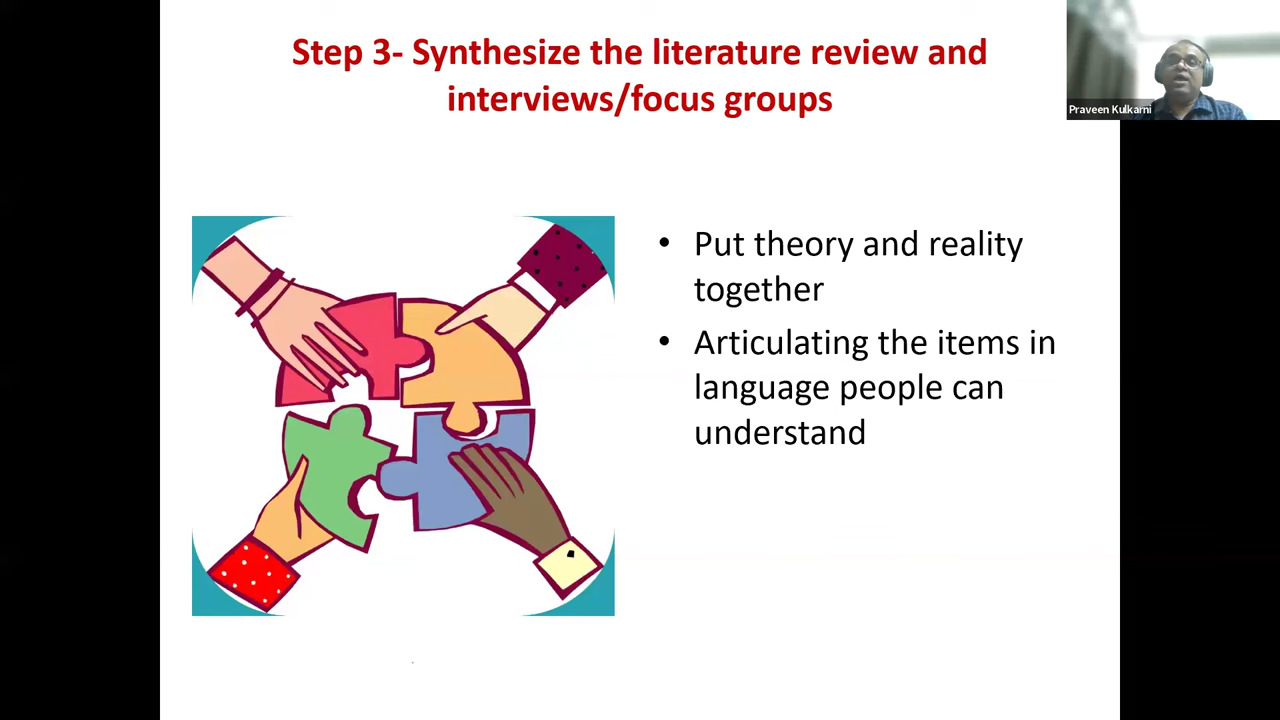 Step 3- Synthesize the literature review and
interviews/focus groups
Praveen Kulkarni
• Put theory and reality
together
• Articulating the items in
language people can
understand